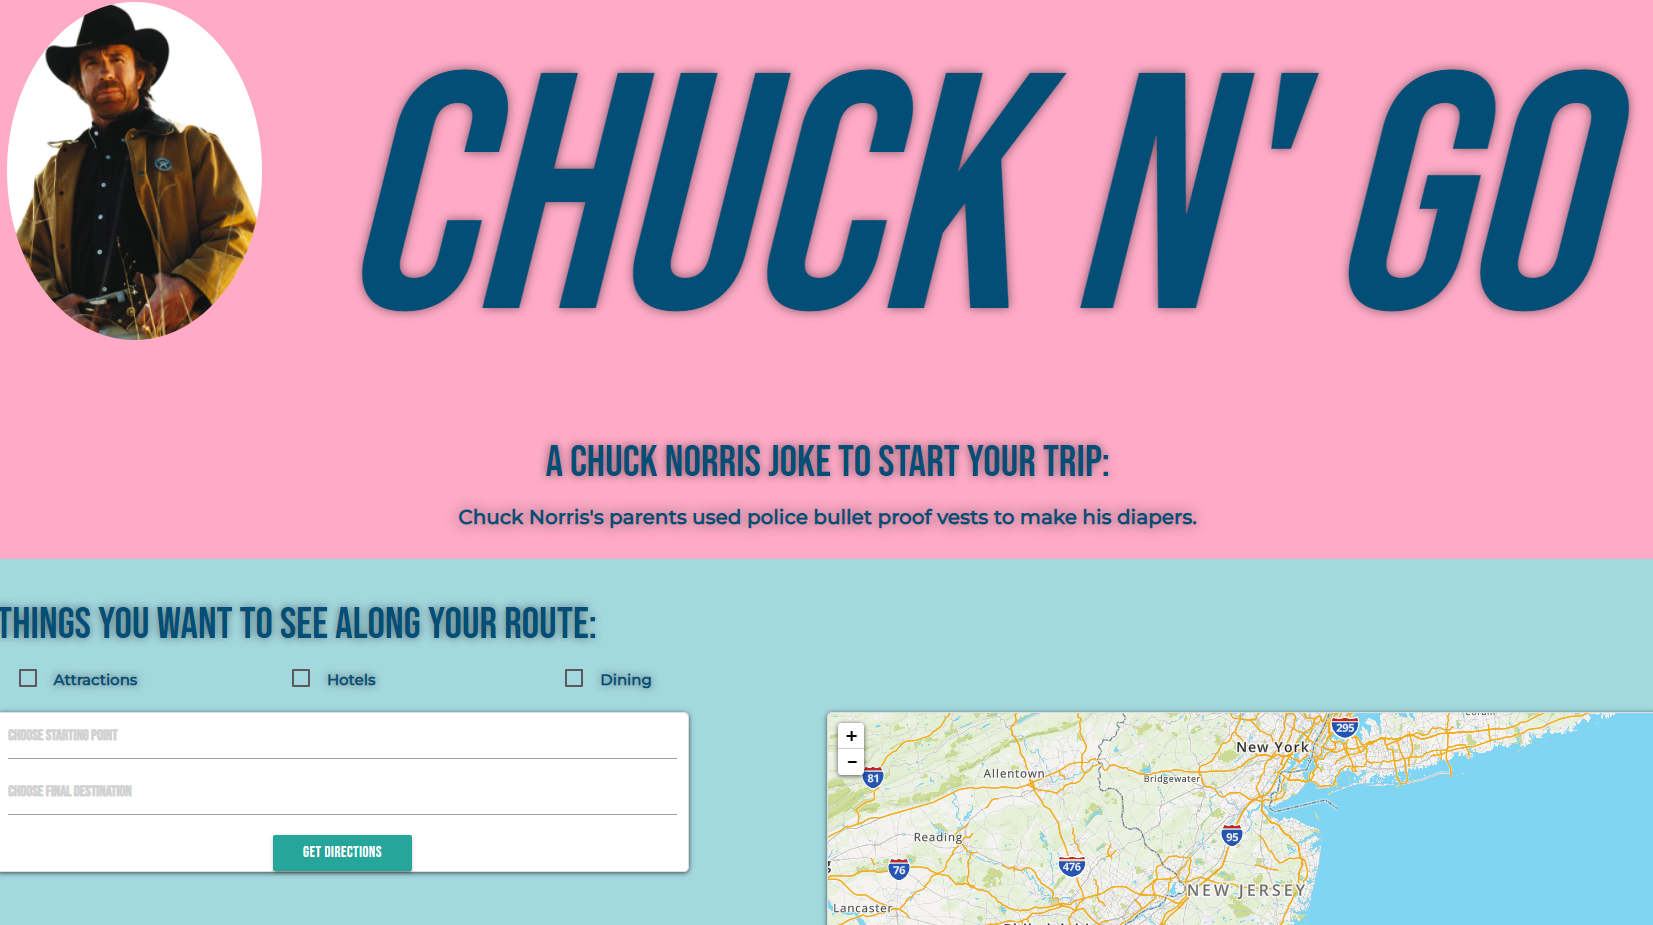 CHUCK N' GO
A CHUCK NORRIS JOKE TO START YOUR TRIP:
Chuck Norris's parents used police bullet proof vests to make his diapers.
THINGS YOU WANT TO SEE ALONG YOUR ROUTE:
Attractions
Hotels
Dining
CHOOSE STARTING POINT
CHOOSE FINAL DESTINATION
GET DIRECTIONS
+
−
295
New York
81
Allentown
Bridgewater
Reading
95
76
476
NEW JERSEY
Lancaster